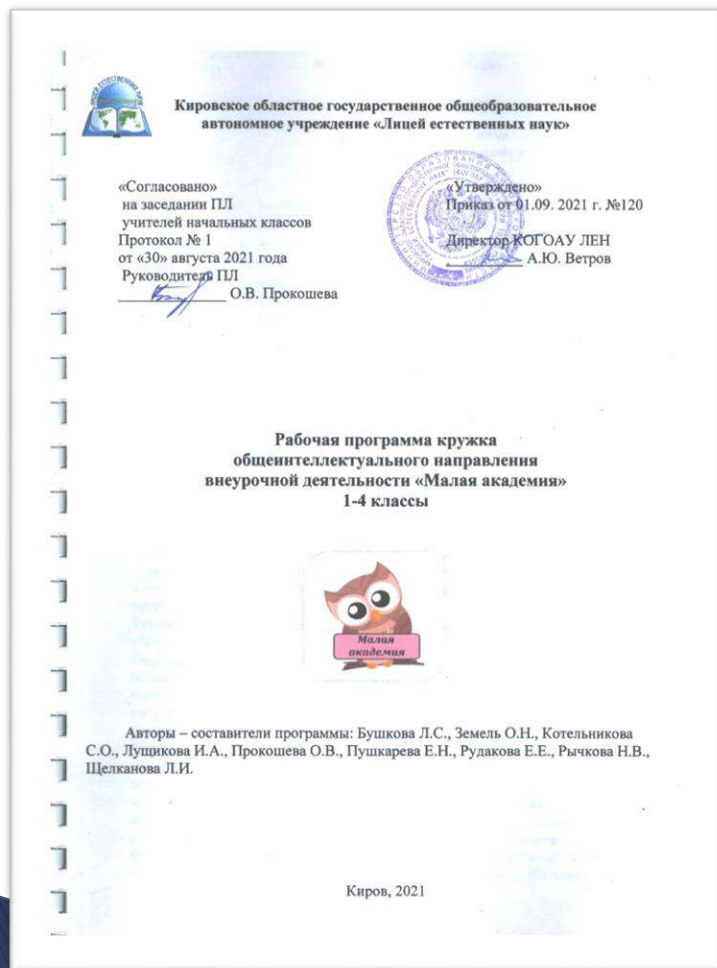 Кировское областное государственное общеобразовательное
автономное учреждение «Лицей естественных наук»
«Согласовано»
на заседании ПЛ
учителей начальных классов
Протокол № 1
от «30» августа 2021 года
Руководитель ПЛ
О.В. Прокошева
«Утверждено»
Приказ от 01.09. 2021 г. №120
Директор КОГОАУ ЛЕН
А.Ю. Ветров
Рабочая программа кружка
общеинтеллектуального направления
внеурочной деятельности «Малая академия»
1-4 классы
Малая
академия
Авторы – составители программы: Бушкова Л.С., Земель О.Н., Котельникова
С.О., Лущикова И.А., Прокошева О.В., Пушкарева Е.Н., Рудакова Е.Е., Рычкова Н.В.,
Щелканова Л.И.
Киров, 2021